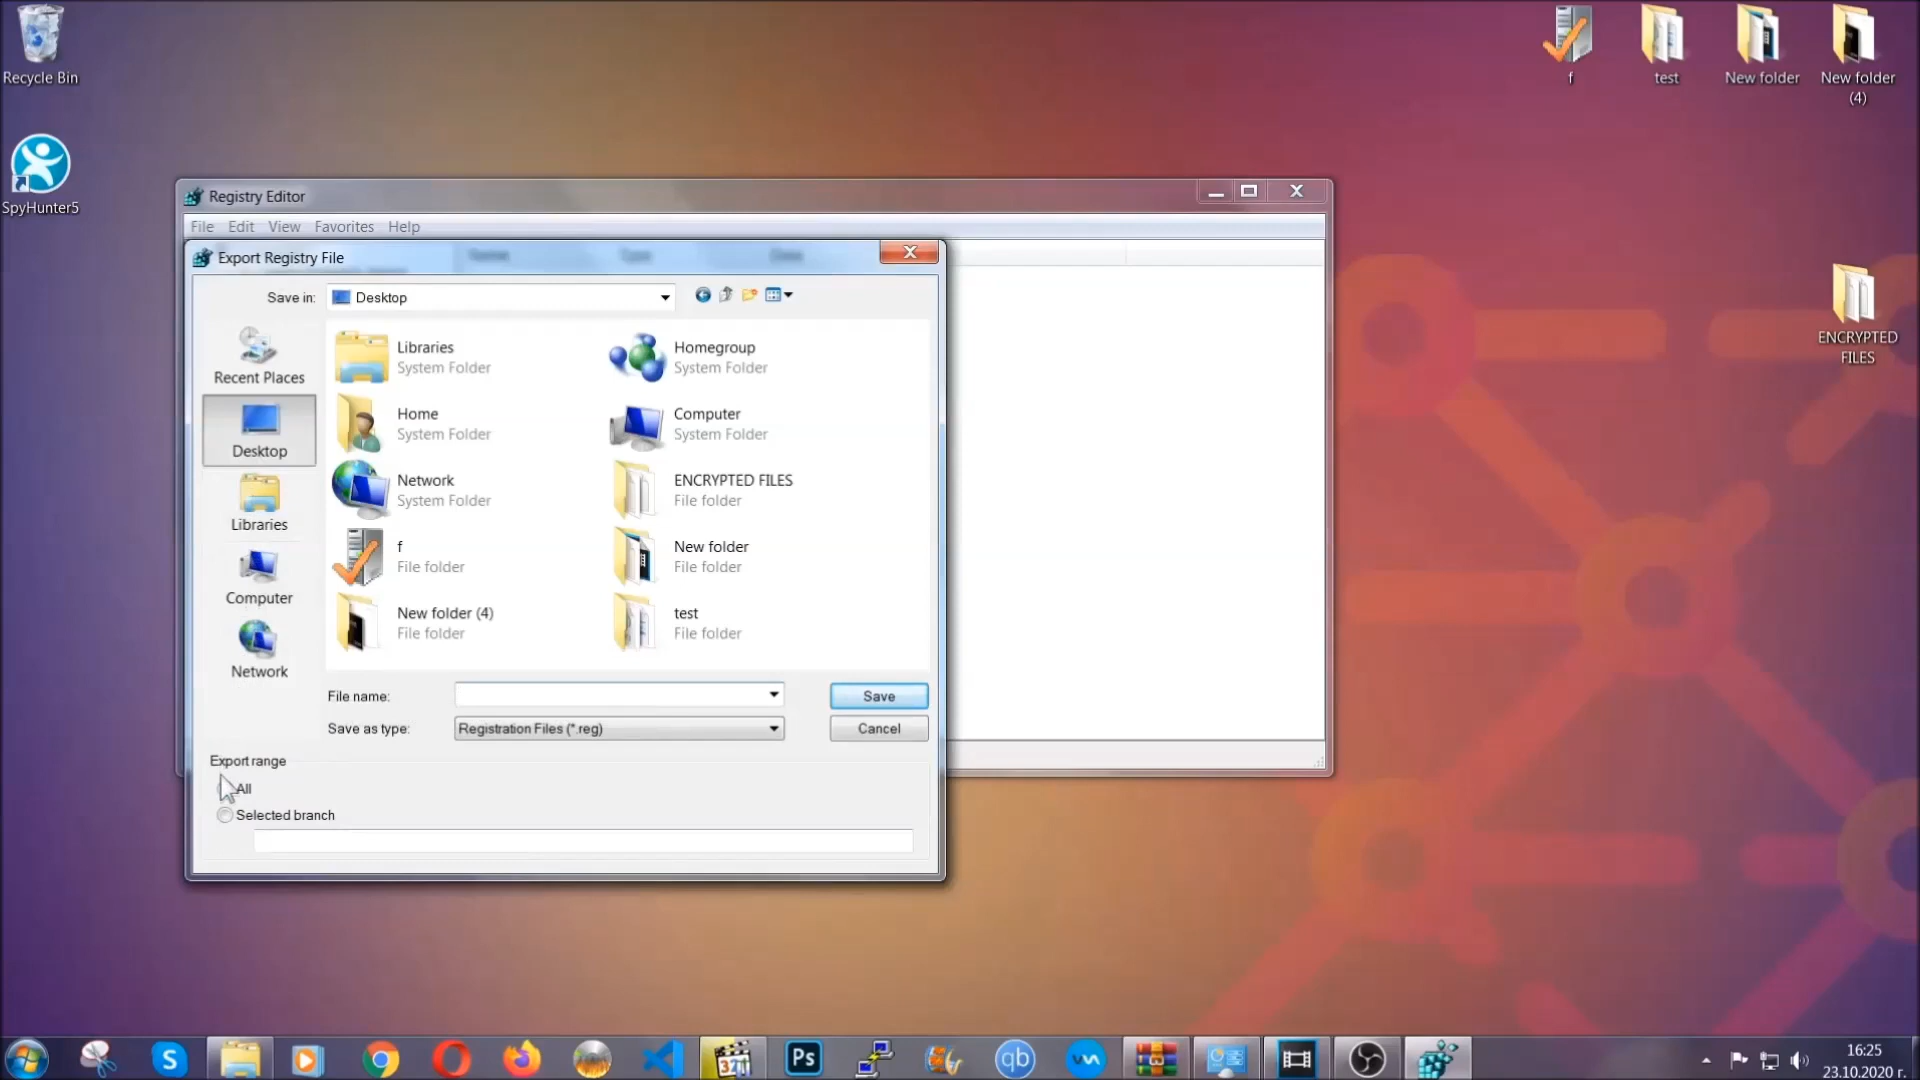 Recycle Bin
SpyHunter5
f
test
New folder
New folder
(4)
ENCRYPTED
FILES
Registry Editor
File Edit View Favorites Help
Export Registry File
Save in:
Desktop
Recent Places
Desktop
Libraries
Computer
Network
Libraries
System Folder
Homegroup
System Folder
Home
System Folder
Computer
System Folder
Network
System Folder
ENCRYPTED FILES
File folder
f
File folder
New folder
File folder
New folder (4)
File folder
test
File folder
File name:
Save
Save as type:
Registration Files (*.reg)
Cancel
Export range
All
Selected branch
S
321
Ps
qb
16:25
23.10.2020 г.